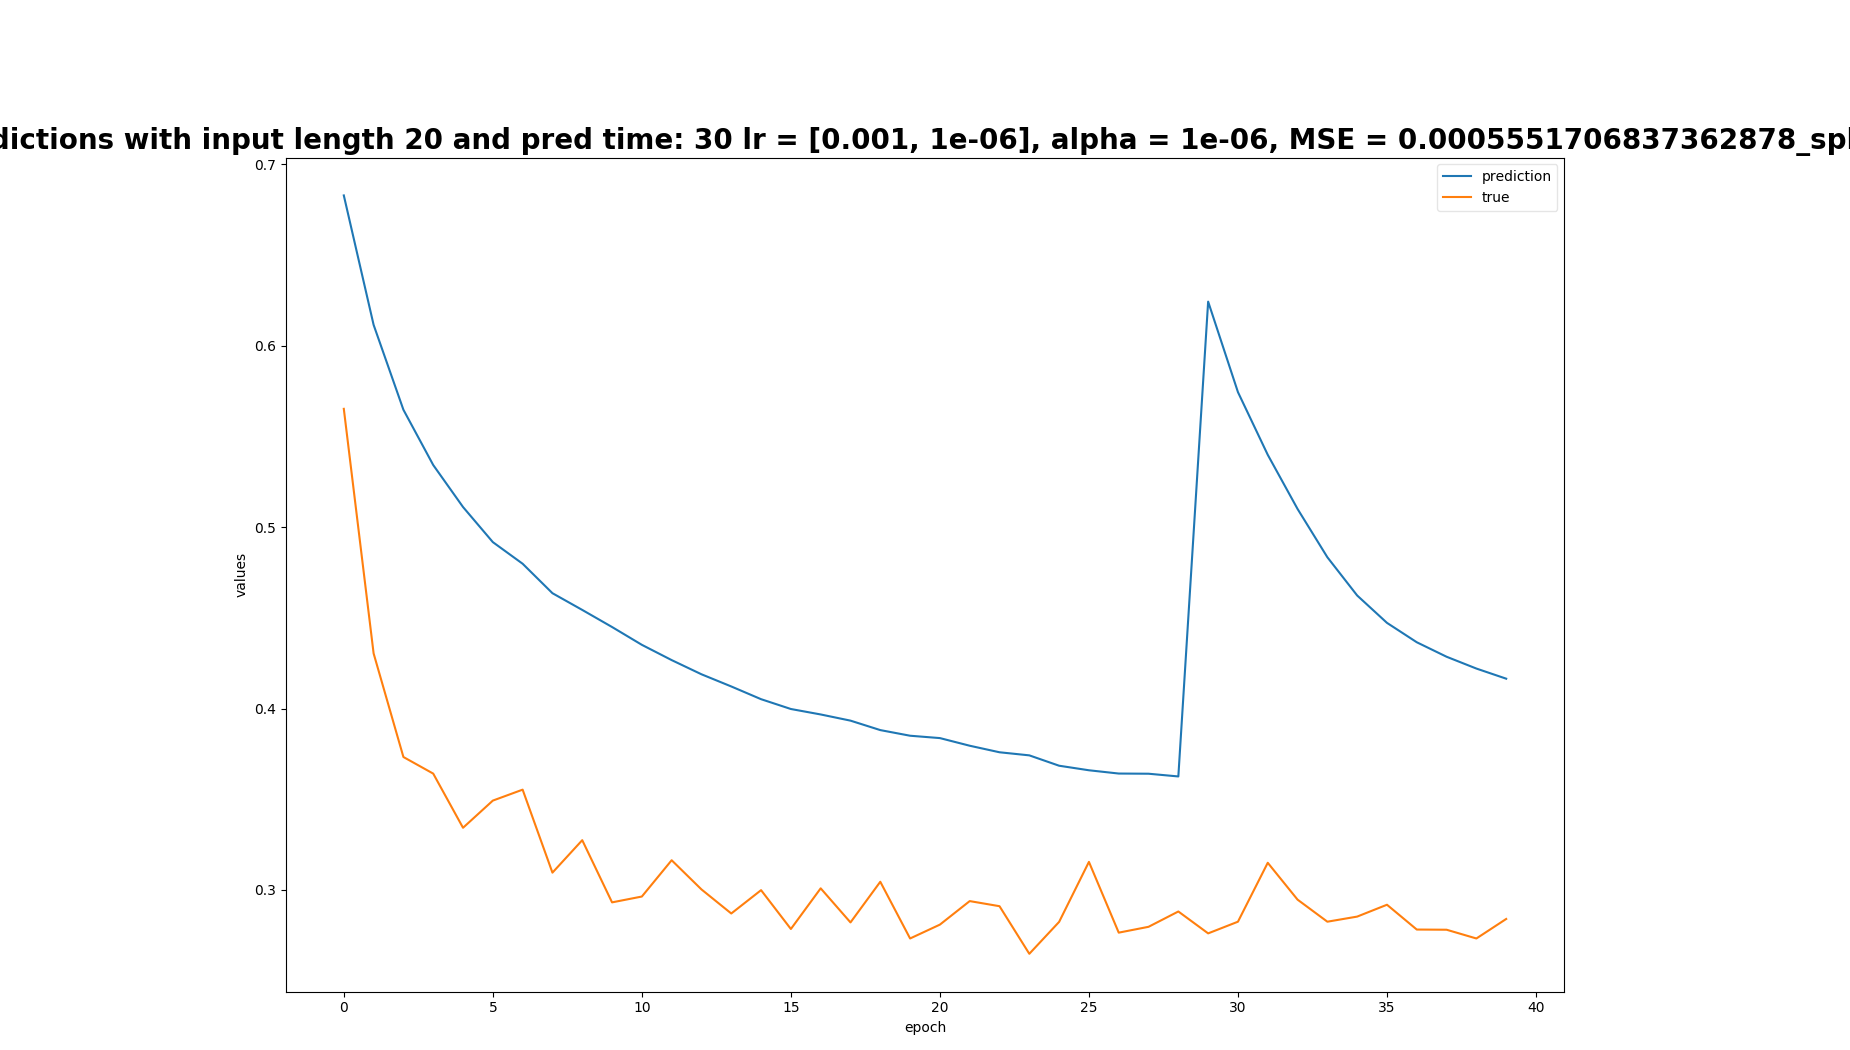 dictions with input length 20 and pred time: 30 lr = [0.001, 1e-06], alpha = 1e-06, MSE = 0.0005551706837362878_spl
prediction
true
0.7
0.6
0.5
0.4
0.3
values
0 5 10 15 20 25 30 35 40
epoch